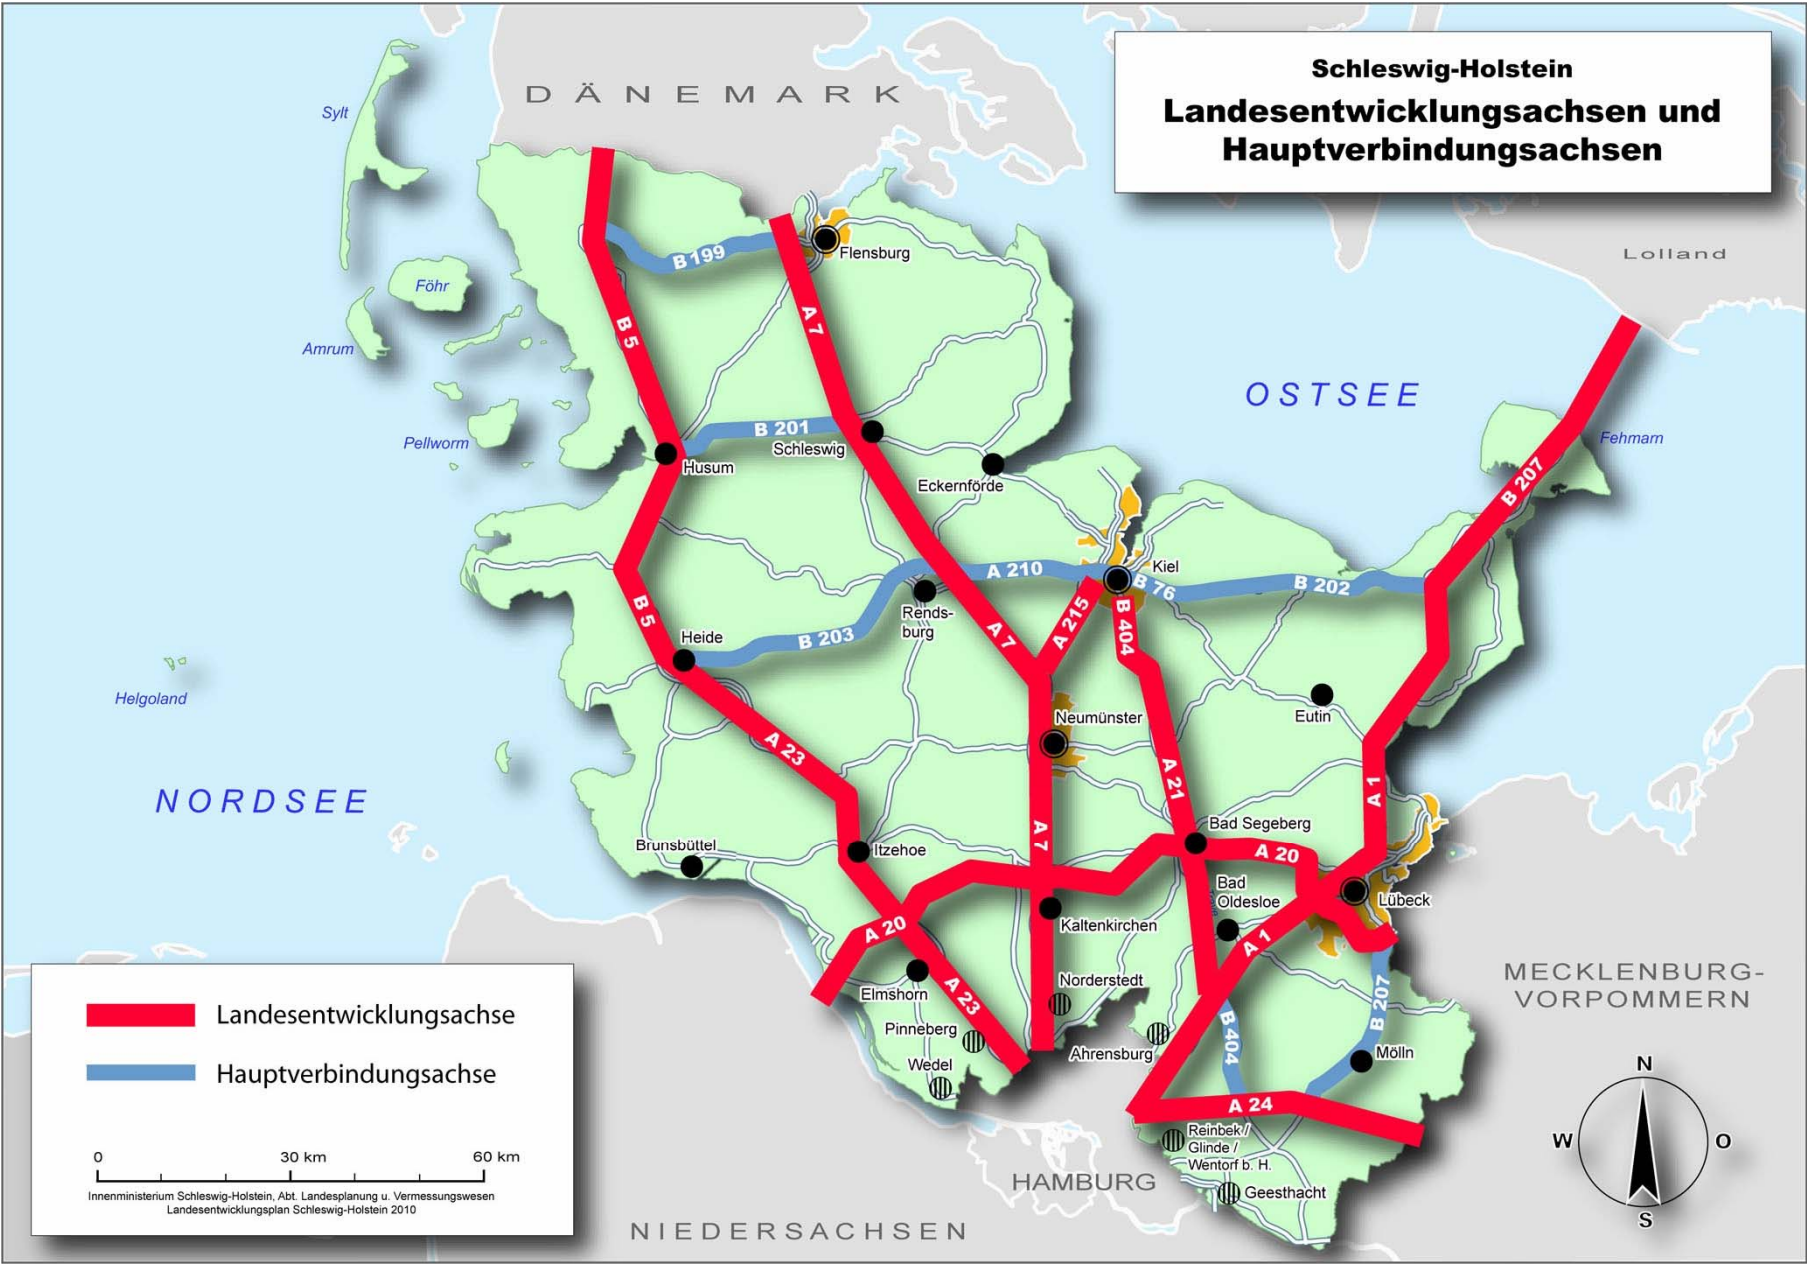 Schleswig-Holstein
Landesentwicklungsachsen und
Hauptverbindungsachsen
DÄNEMARK
Sylt
Föhr
Amrum
Pellworm
Helgoland
NORDSEE
OSTSEE
Lolland
Fehmarn
B 199
Flensburg
B 5
A 7
B 201
Husum
Schleswig
Eckernförde
B 207
A 210
Kiel
B 76
B 202
Rends-
burg
A 215
B 404
A 7
B 5
Heide
B 203
Eutin
Neumünster
A 23
A 21
A 1
A 7
Bad Segeberg
Brunsbüttel
Itzehoe
A 20
Bad
Oldesloe
Lübeck
Kaltenkirchen
A 20
A 1
Elmshorn
A 23
Norderstedt
B 207
Pinneberg
Ahrensburg
B 404
Mölln
Wedel
A 24
Reinbek /
Glinde /
Wentorf b. H.
Geesthacht
MECKLENBURG-
VORPOMMERN
HAMBURG
NIEDERSACHSEN
Landesentwicklungsachse
Hauptverbindungsachse
0 30 km 60 km
Innenministerium Schleswig-Holstein, Abt. Landesplanung u. Vermessungswesen
Landesentwicklungsplan Schleswig-Holstein 2010
N
W O
S